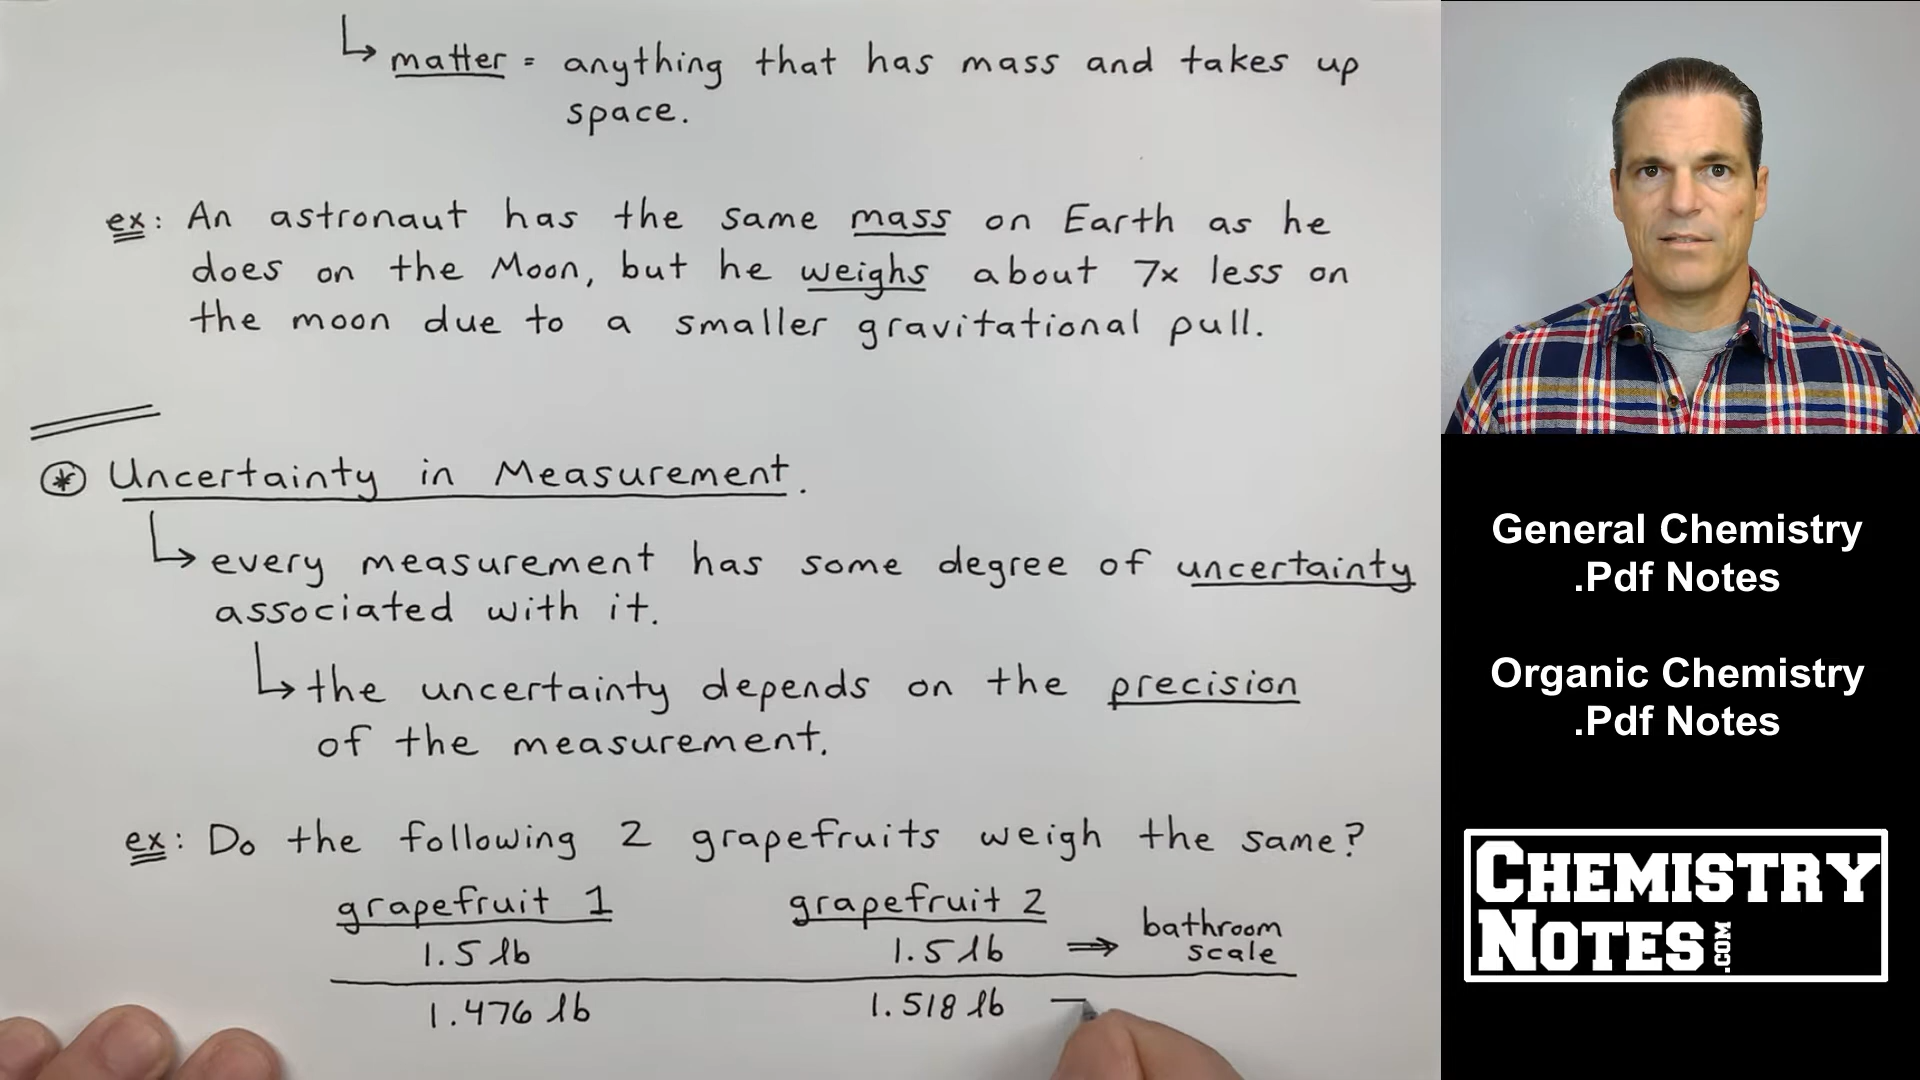 matter = anything that has mass and takes up
space.
ex: An astronaut has the same mass on Earth as he
does on the Moon, but he weighs about 7x less on
the moon due to a smaller gravitational pull.
* Uncertainty in Measurement.
every measurement has some degree of uncertainty
associated with it.
the uncertainty depends on the precision
of the measurement.
ex: Do the following 2 grapefruits weigh the same?
grapefruit 1 grapefruit 2
1.5 lb 1.5 lb ⇒ bathroom
scale
1.476 lb 1.518 lb
General Chemistry
.Pdf Notes
Organic Chemistry
.Pdf Notes
CHEMISTRY
NOTES.COM